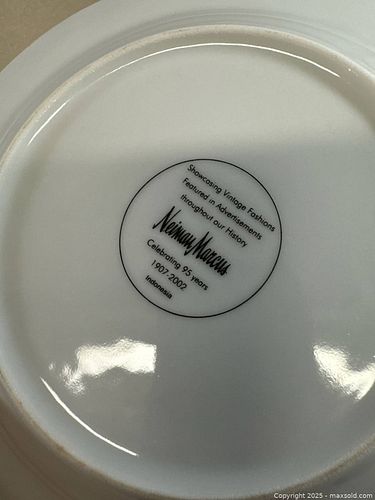 Showcasing Vintage Fashions
Featured in Advertisements
throughout our History
Neiman Marcus
Celebrating 95 years
1907-2002
Indonesia
Copyright 2025 - maxsold.com